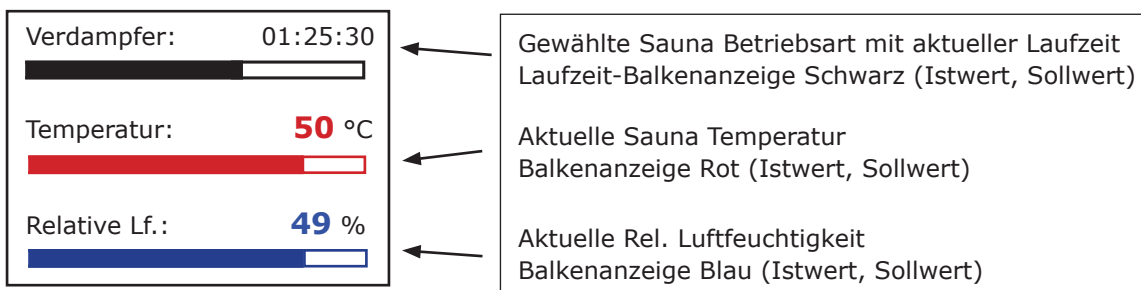 Verdampfer: 01:25:30
Temperatur: 50 °C
Relative Lf.: 49 %
Gewählte Sauna Betriebsart mit aktueller Laufzeit
Laufzeit-Balkenanzeige Schwarz (Istwert, Sollwert)
Aktuelle Sauna Temperatur
Balkenanzeige Rot (Istwert, Sollwert)
Aktuelle Rel. Luftfeuchtigkeit
Balkenanzeige Blau (Istwert, Sollwert)